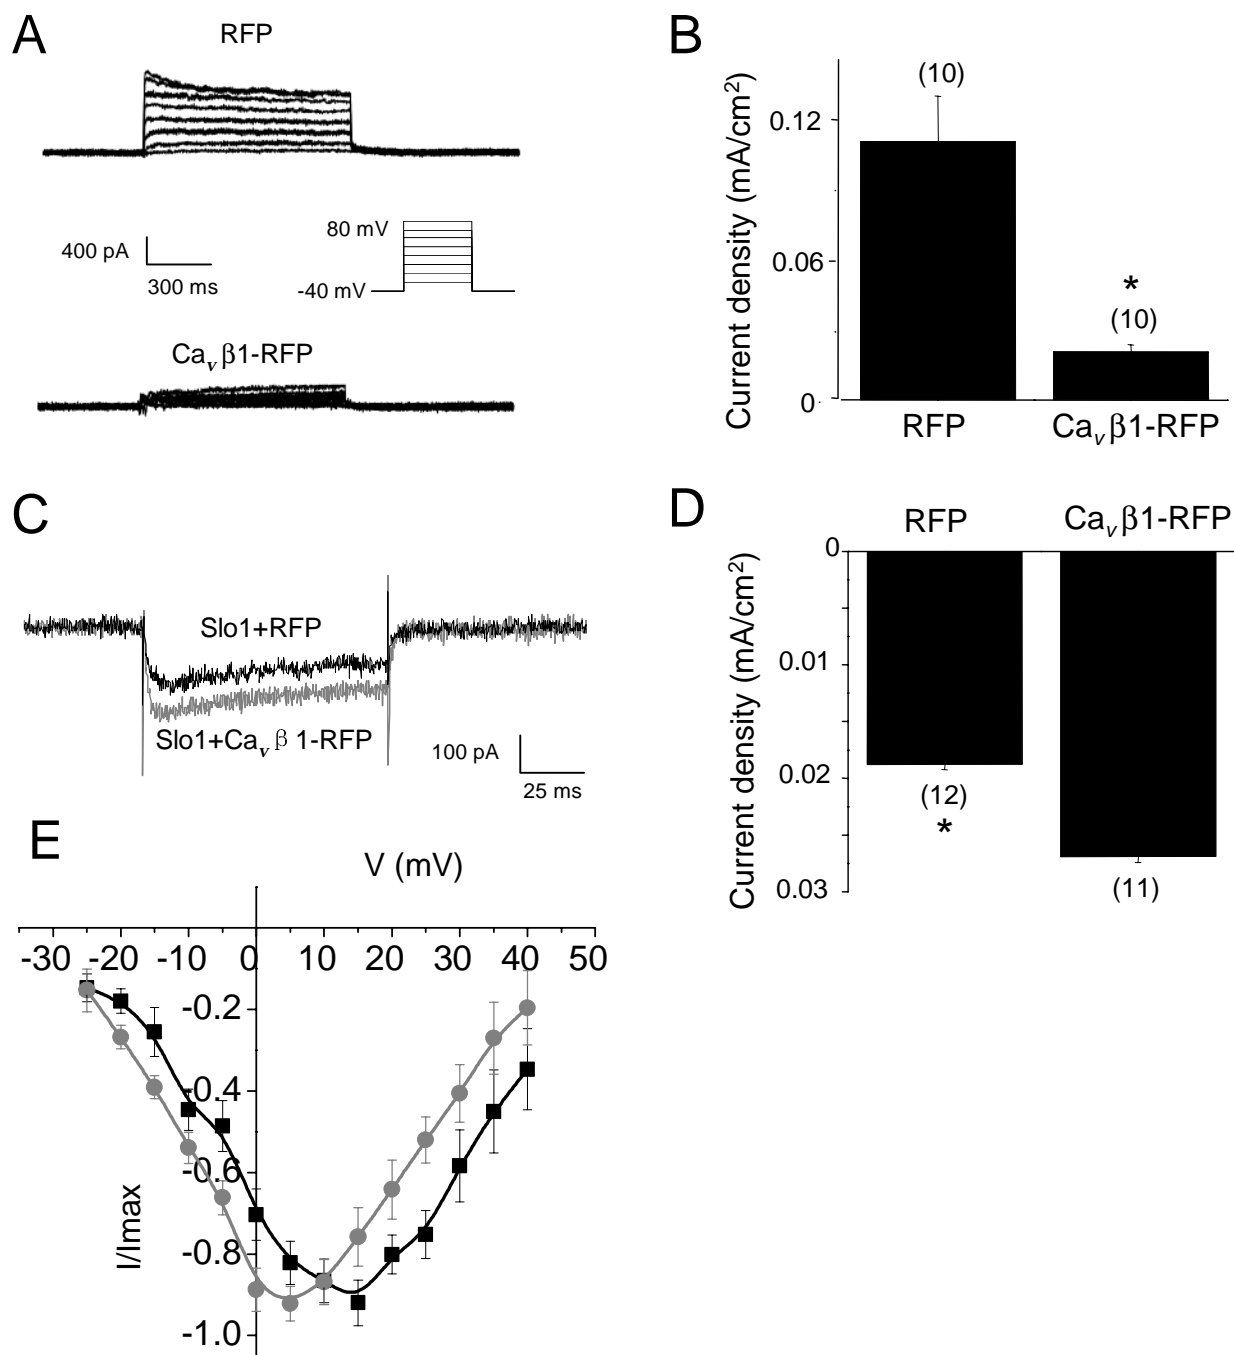 A
RFP
400 pA
300 ms
80 mV
-40 mV
Cavβ1-RFP
B
Current density (mA/cm²)
0.12
0.06
0
(10)
*
(10)
RFP
Cavβ1-RFP
C
Slo1+RFP
Slo1+Cavβ1-RFP
100 pA
25 ms
D
RFP
Cavβ1-RFP
Current density (mA/cm²)
0
0.01
0.02
0.03
(12)
*
(11)
E
V (mV)
-30 -20 -10 0 10 20 30 40 50
-0.2
-0.4
-0.6
-0.8
-1.0
I/Imax